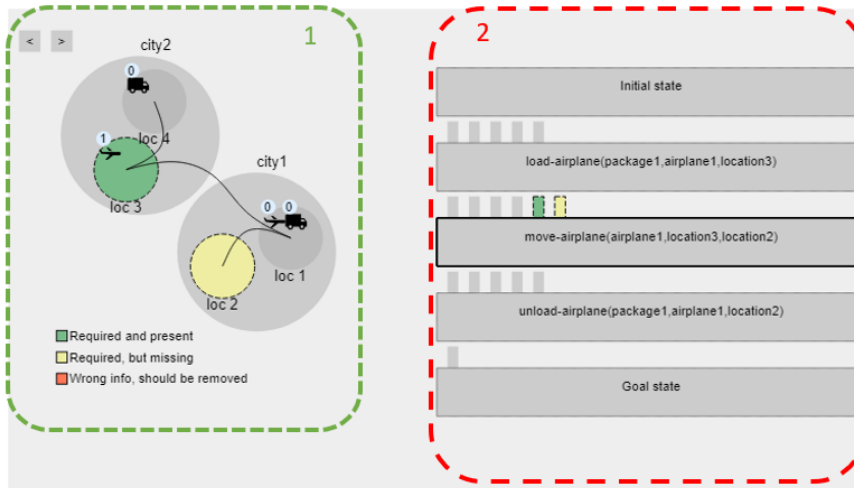 1
2
< >
city2
0
loc 4
1
loc 3
city1
0 0
loc 1
loc 2
Required and present
Required, but missing
Wrong info, should be removed
Initial state
load-airplane(package1,airplane1,location3)
move-airplane(airplane1,location3,location2)
unload-airplane(package1,airplane1,location2)
Goal state